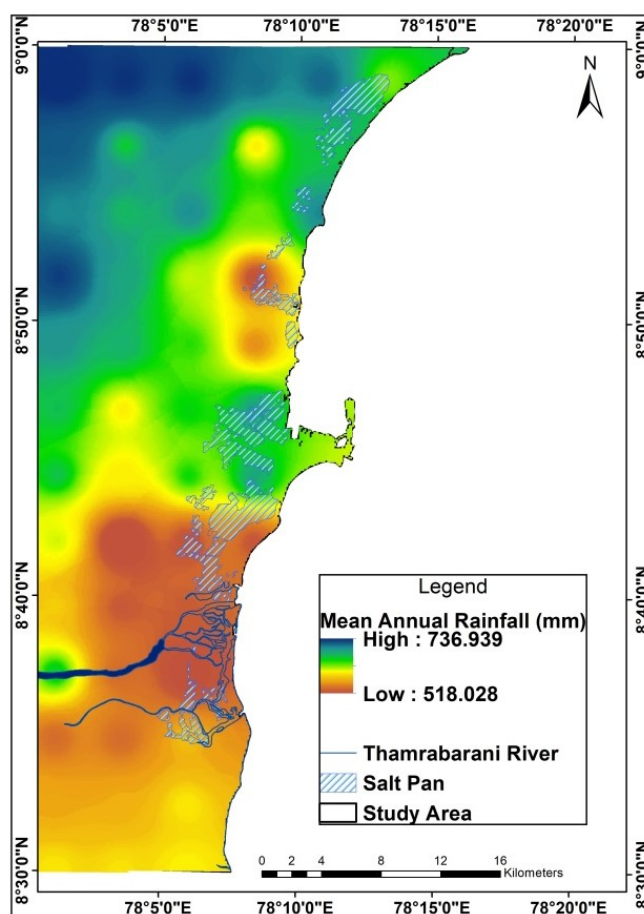 78°5'0"E 78°10'0"E 78°15'0"E 78°20'0"E
9°0'0"N
9°0'0"N
N
8°50'0"N
8°50'0"N
8°40'0"N
8°40'0"N
8°30'0"N
8°30'0"N
Legend
Mean Annual Rainfall (mm)
High : 736.939
Low : 518.028
Thamrabarani River
Salt Pan
Study Area
0 1 2 4 8 12 16
Kilometers
78°5'0"E 78°10'0"E 78°15'0"E 78°20'0"E